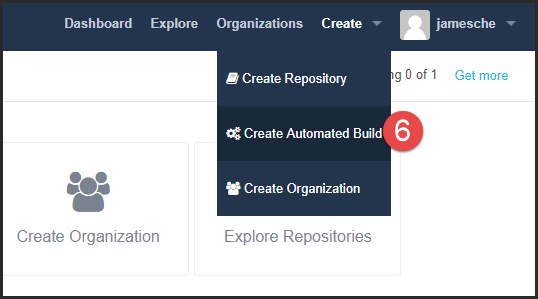 Dashboard Explore Organizations Create jamesche
Create Repository
ng 0 of 1 Get more
Create Automated Build 6
Create Organization
Create Organization
Explore Repositories